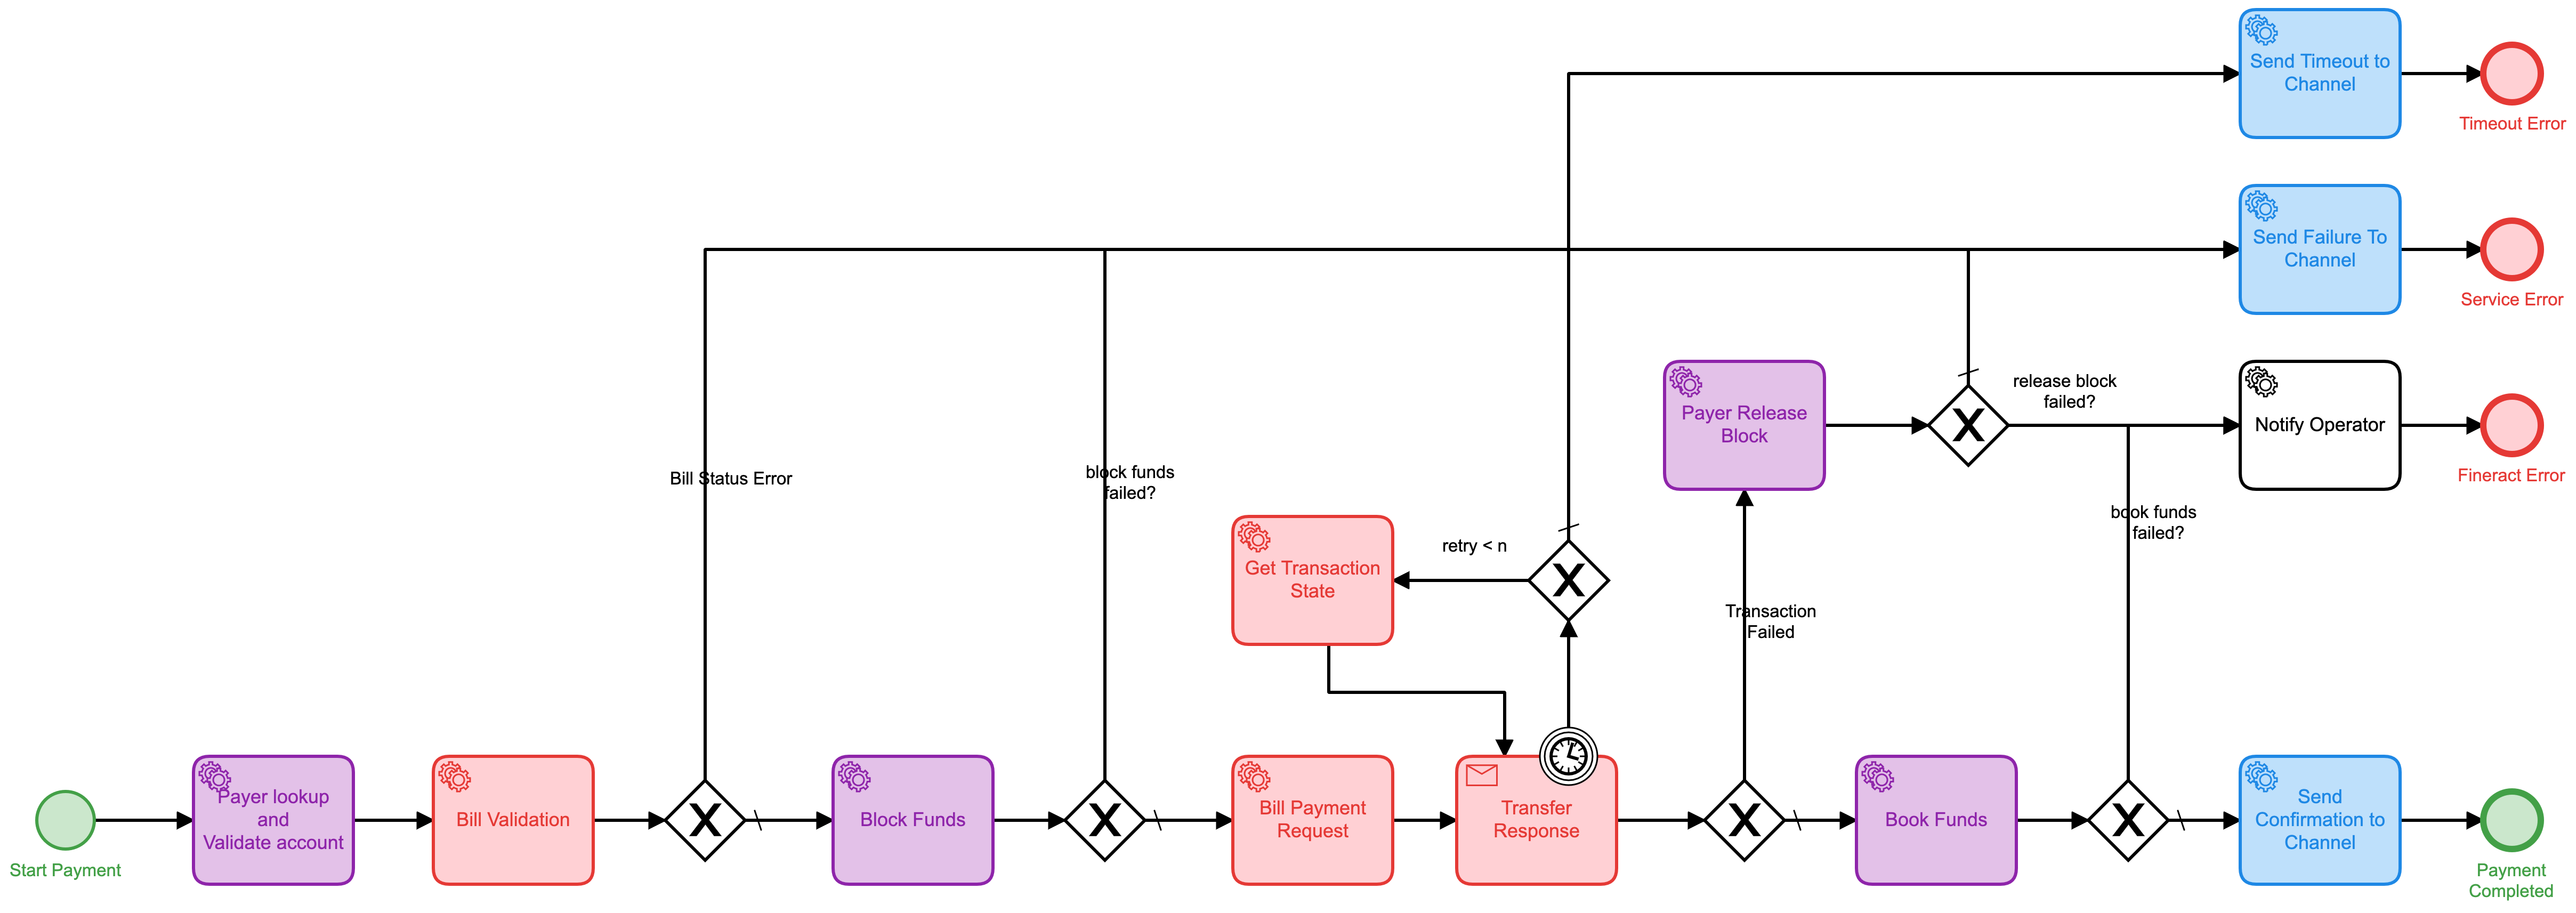 Send Timeout to
Channel
Timeout Error
Send Failure To
Channel
Service Error
Payer Release
Block
release block
failed?
Notify Operator
Fineract Error
Bill Status Error
block funds
failed?
book funds
failed?
retry < n
Get Transaction
State
Transaction
Failed
Start Payment
Payer lookup
and
Validate account
Bill Validation
Block Funds
Bill Payment
Request
Transfer
Response
Book Funds
Send
Confirmation to
Channel
Payment
Completed